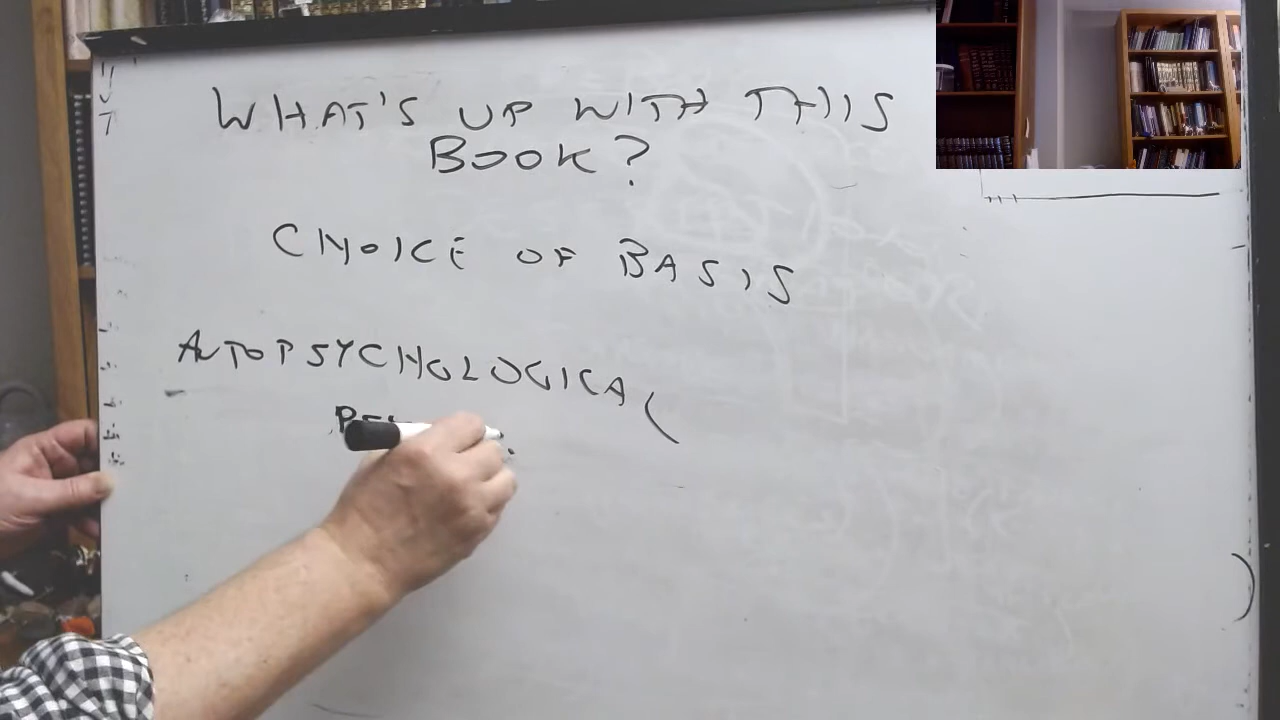 WHAT'S UP WITH THIS
BOOK?
CHOICE OF BASIS
AUTOPSYCHOLOGICAL